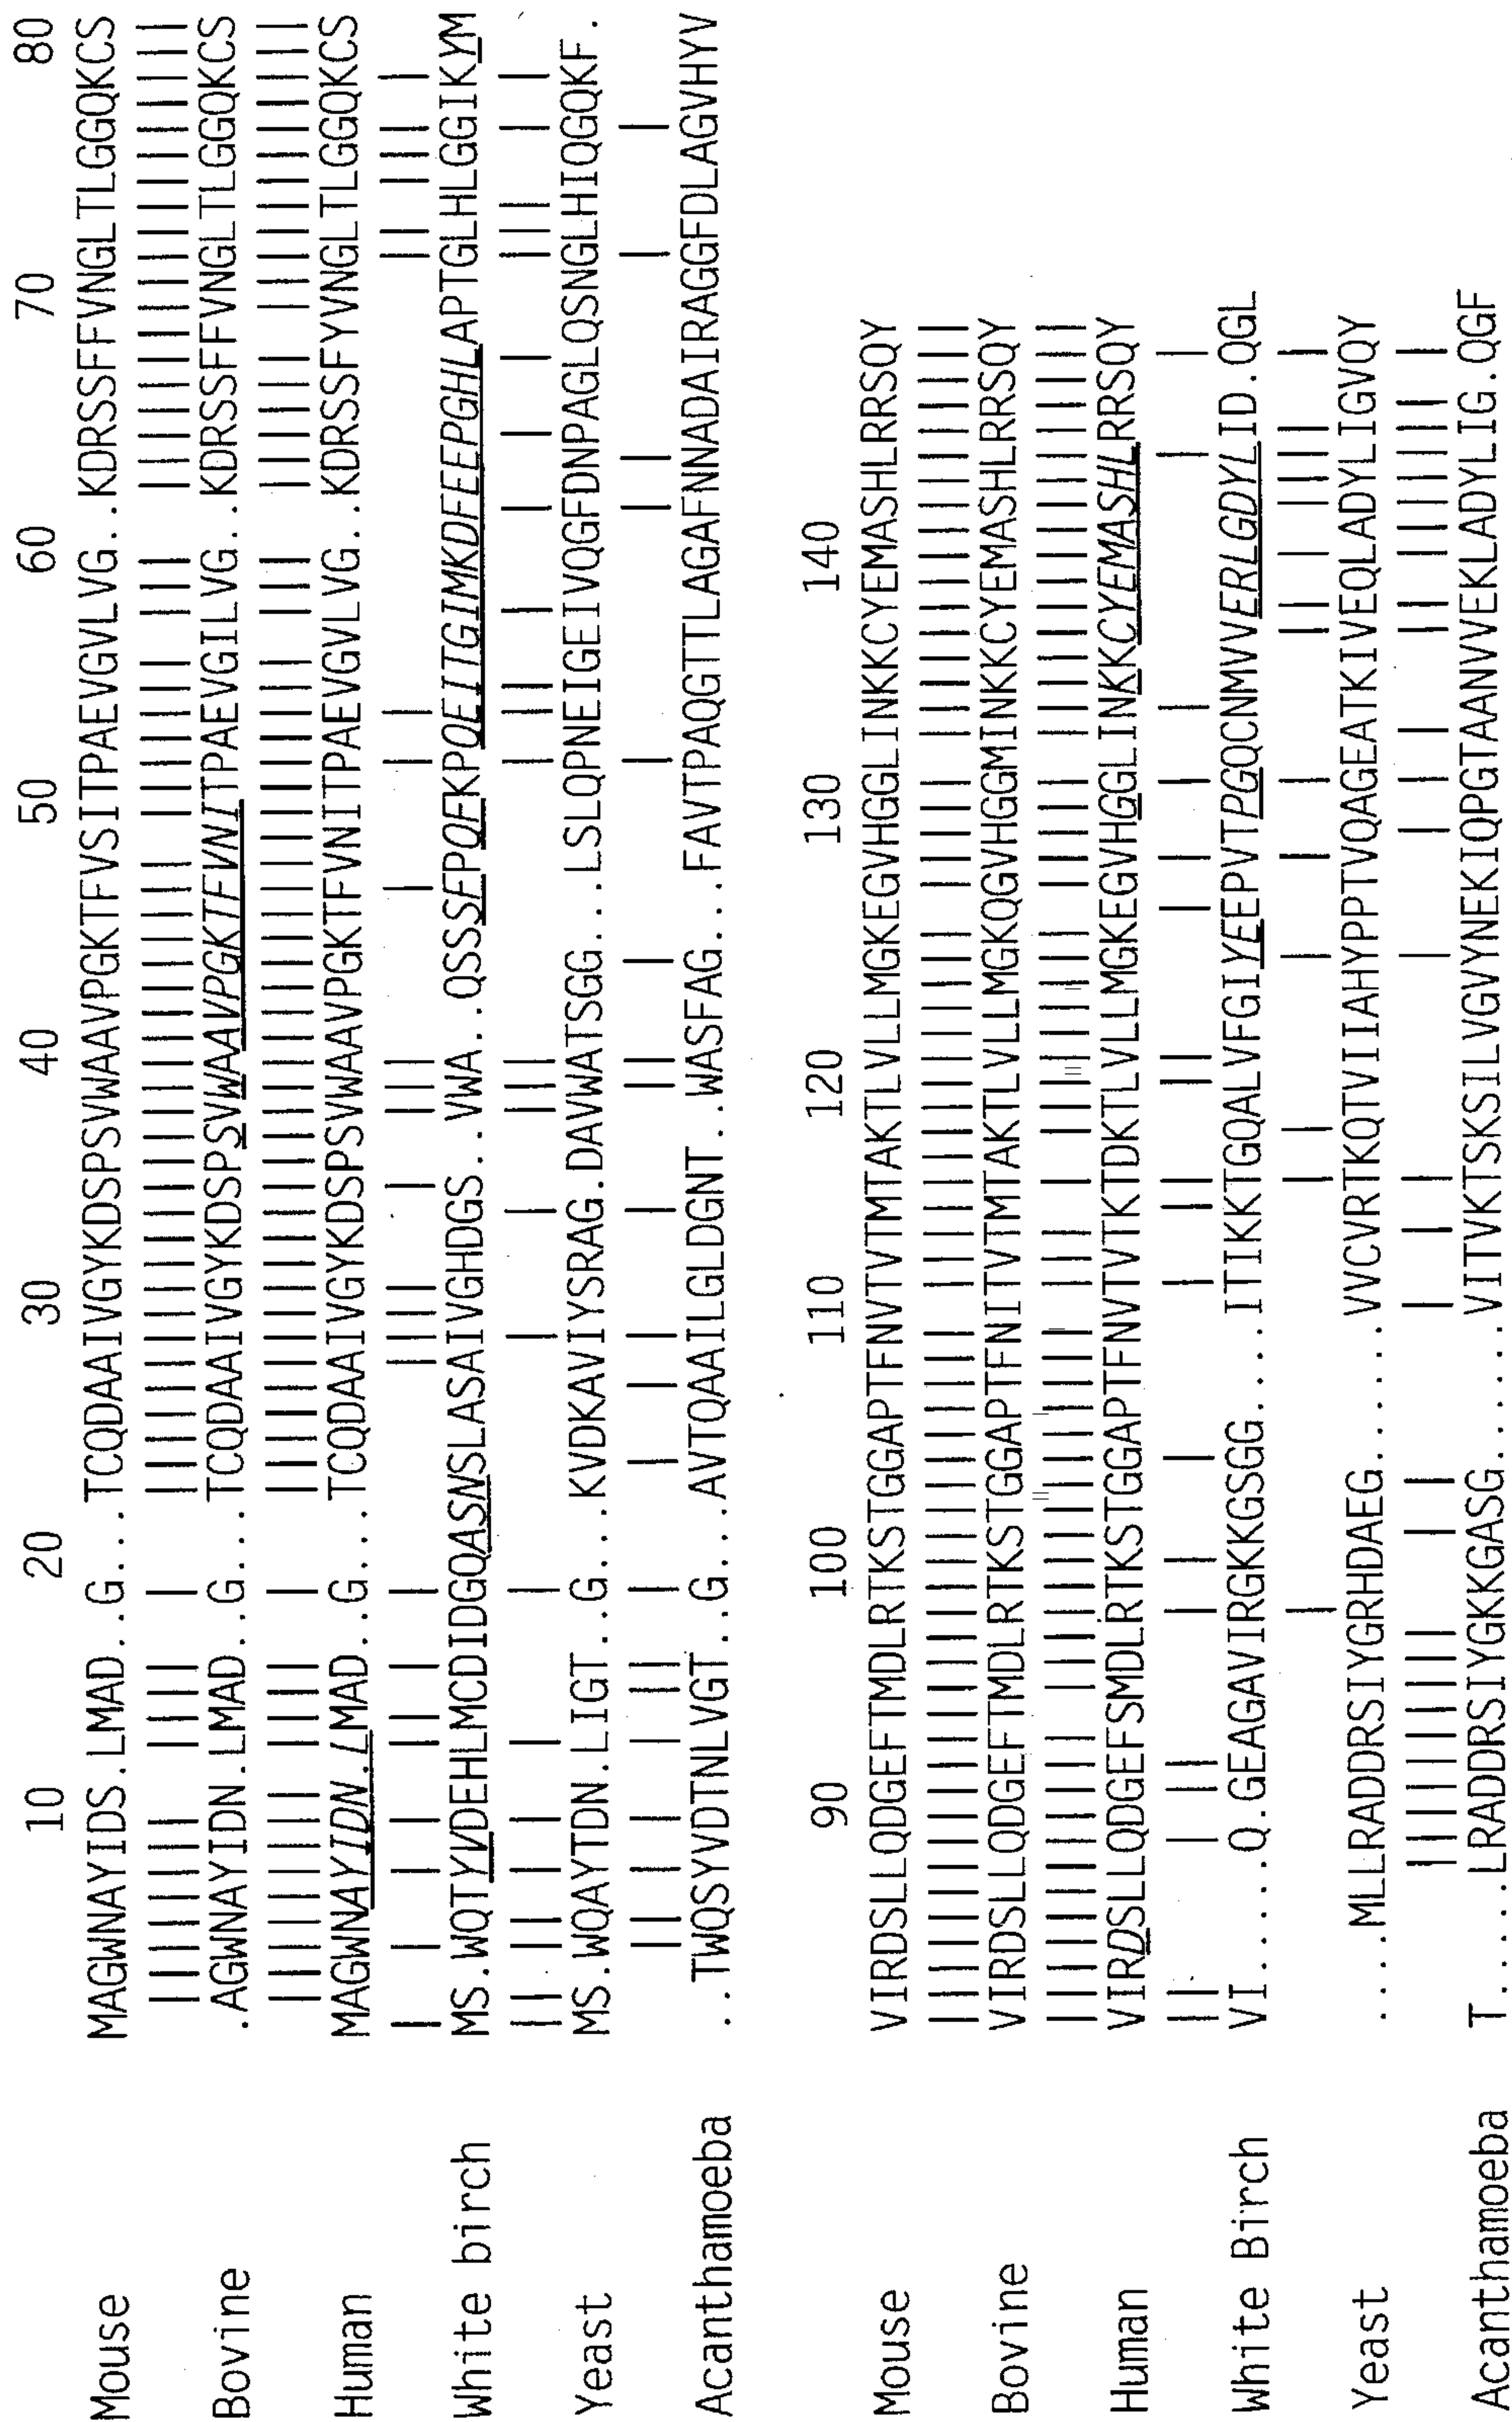 10 20 30 40 50 60 70 80
Mouse MAGWNAYIDS.LMAD..G...TCQDAAIVGYKDSPSVWAAVPGKTFVSITPAEVGVLVG..KDRSSFFVNGLTLGGQKCS
Bovine .AGWNAYIDN.LMAD..G...TCQDAAIVGYKDSPSVWAAVPGKTFVNITPAEVGILVG..KDRSSFFVNGLTLGGQKCS
Human MAGWNAYIDN.LMAD..G...TCQDAAIVGYKDSPSVWAAVPGKTFVNITPAEVGVLVG..KDRSSFYVNGLTLGGQKCS
White birch MS.WQTYVDEHLMCDIDGQASNSLASAIVGHDGS..VWA..QSSSFPQFKPQEITGIMKDFEEPGHLAPTGLHLGGIKYM
Yeast MS.WQAYTDN.LIGT..G...KVDKAVIYSRAG.DAVWATSGG...LSLQPNEIGEIVQGFDNPAGLQSNGLHIQGQKF.
Acanthamoeba ..TWQSYVDTNLVGT..G...AVTQAAILGLDGNT..WASFAG...FAVTPAQGTTLAGAFNNADAIRAGGFDLAGVHYV
90 100 110 120 130 140
Mouse VIRDSLLQDGEFTMDLRTKSTGGAPTFNVTVTMTAKTLVLLMGKEGVHGGLINKKCYEMASHLRRSQY
Bovine VIRDSLLQDGEFTMDLRTKSTGGAPTFNITVTMTAKTLVLLMGKQGVHGGMINKKCYEMASHLRRSQY
Human VIRDSLLQDGEFSMDLRTKSTGGAPTFNVTVTKTDKTLVLLMGKEGVHGGLINKKCYEMASHLRRSQY
White Birch VI.....Q.GEAGAVIRGKKGSGG....ITIKKTGQALVFGIYEEPVTPGQCNMVVERLGDYLID.QGL
Yeast ....MLLRADDRSIYGRHDAEG......VVCVRTKQTVIIAHYPPTVQAGEATKIVEQLADYLIGVQY
Acanthamoeba T.....LRADDRSIYGKKGASG......VITVKTSKSILVGVYNEKIQPGTAANVVEKLADYLIG.QGF